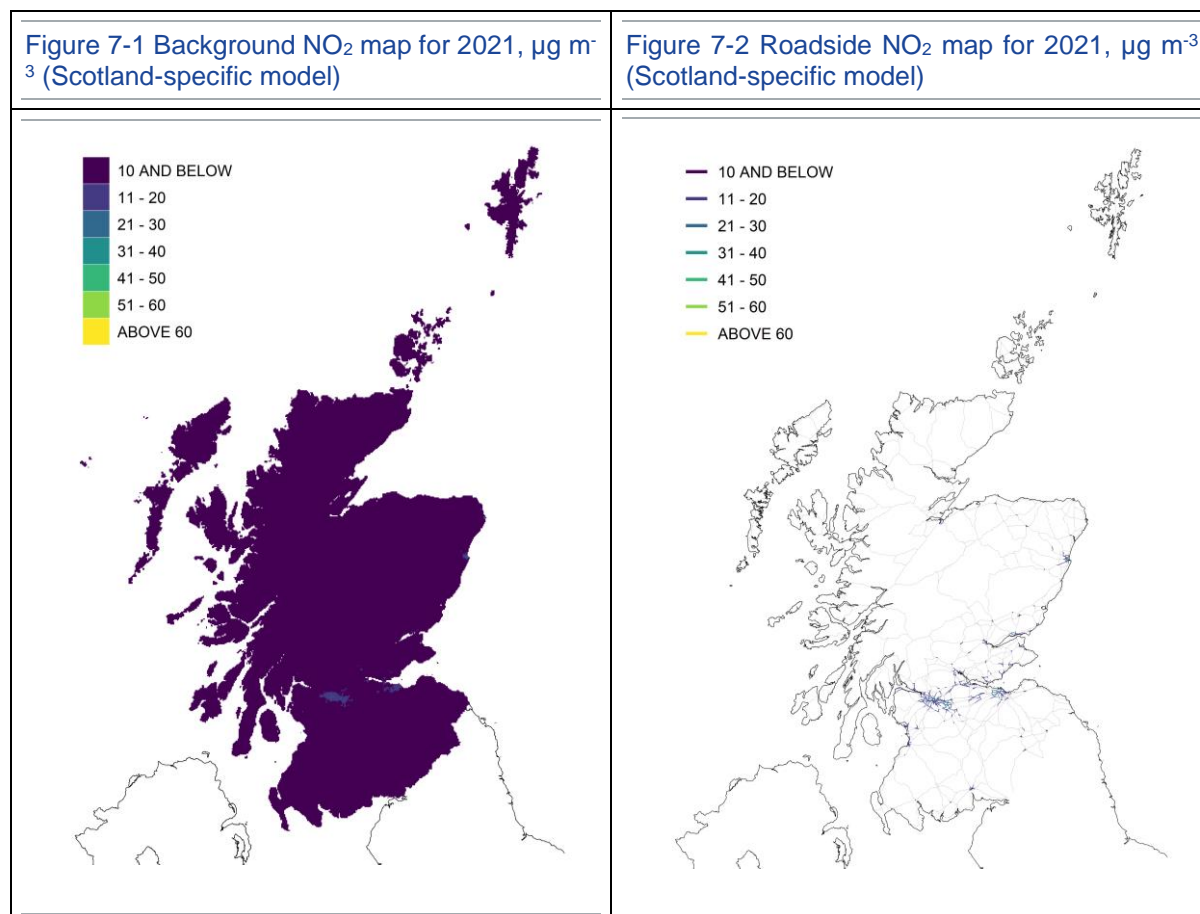 Figure 7-1 Background NO₂ map for 2021, µg m-
³ (Scotland-specific model)
Figure 7-2 Roadside NO₂ map for 2021, µg m⁻³
(Scotland-specific model)
10 AND BELOW
11 - 20
21 - 30
31 - 40
41 - 50
51 - 60
ABOVE 60
10 AND BELOW
11 - 20
21 - 30
31 - 40
41 - 50
51 - 60
ABOVE 60